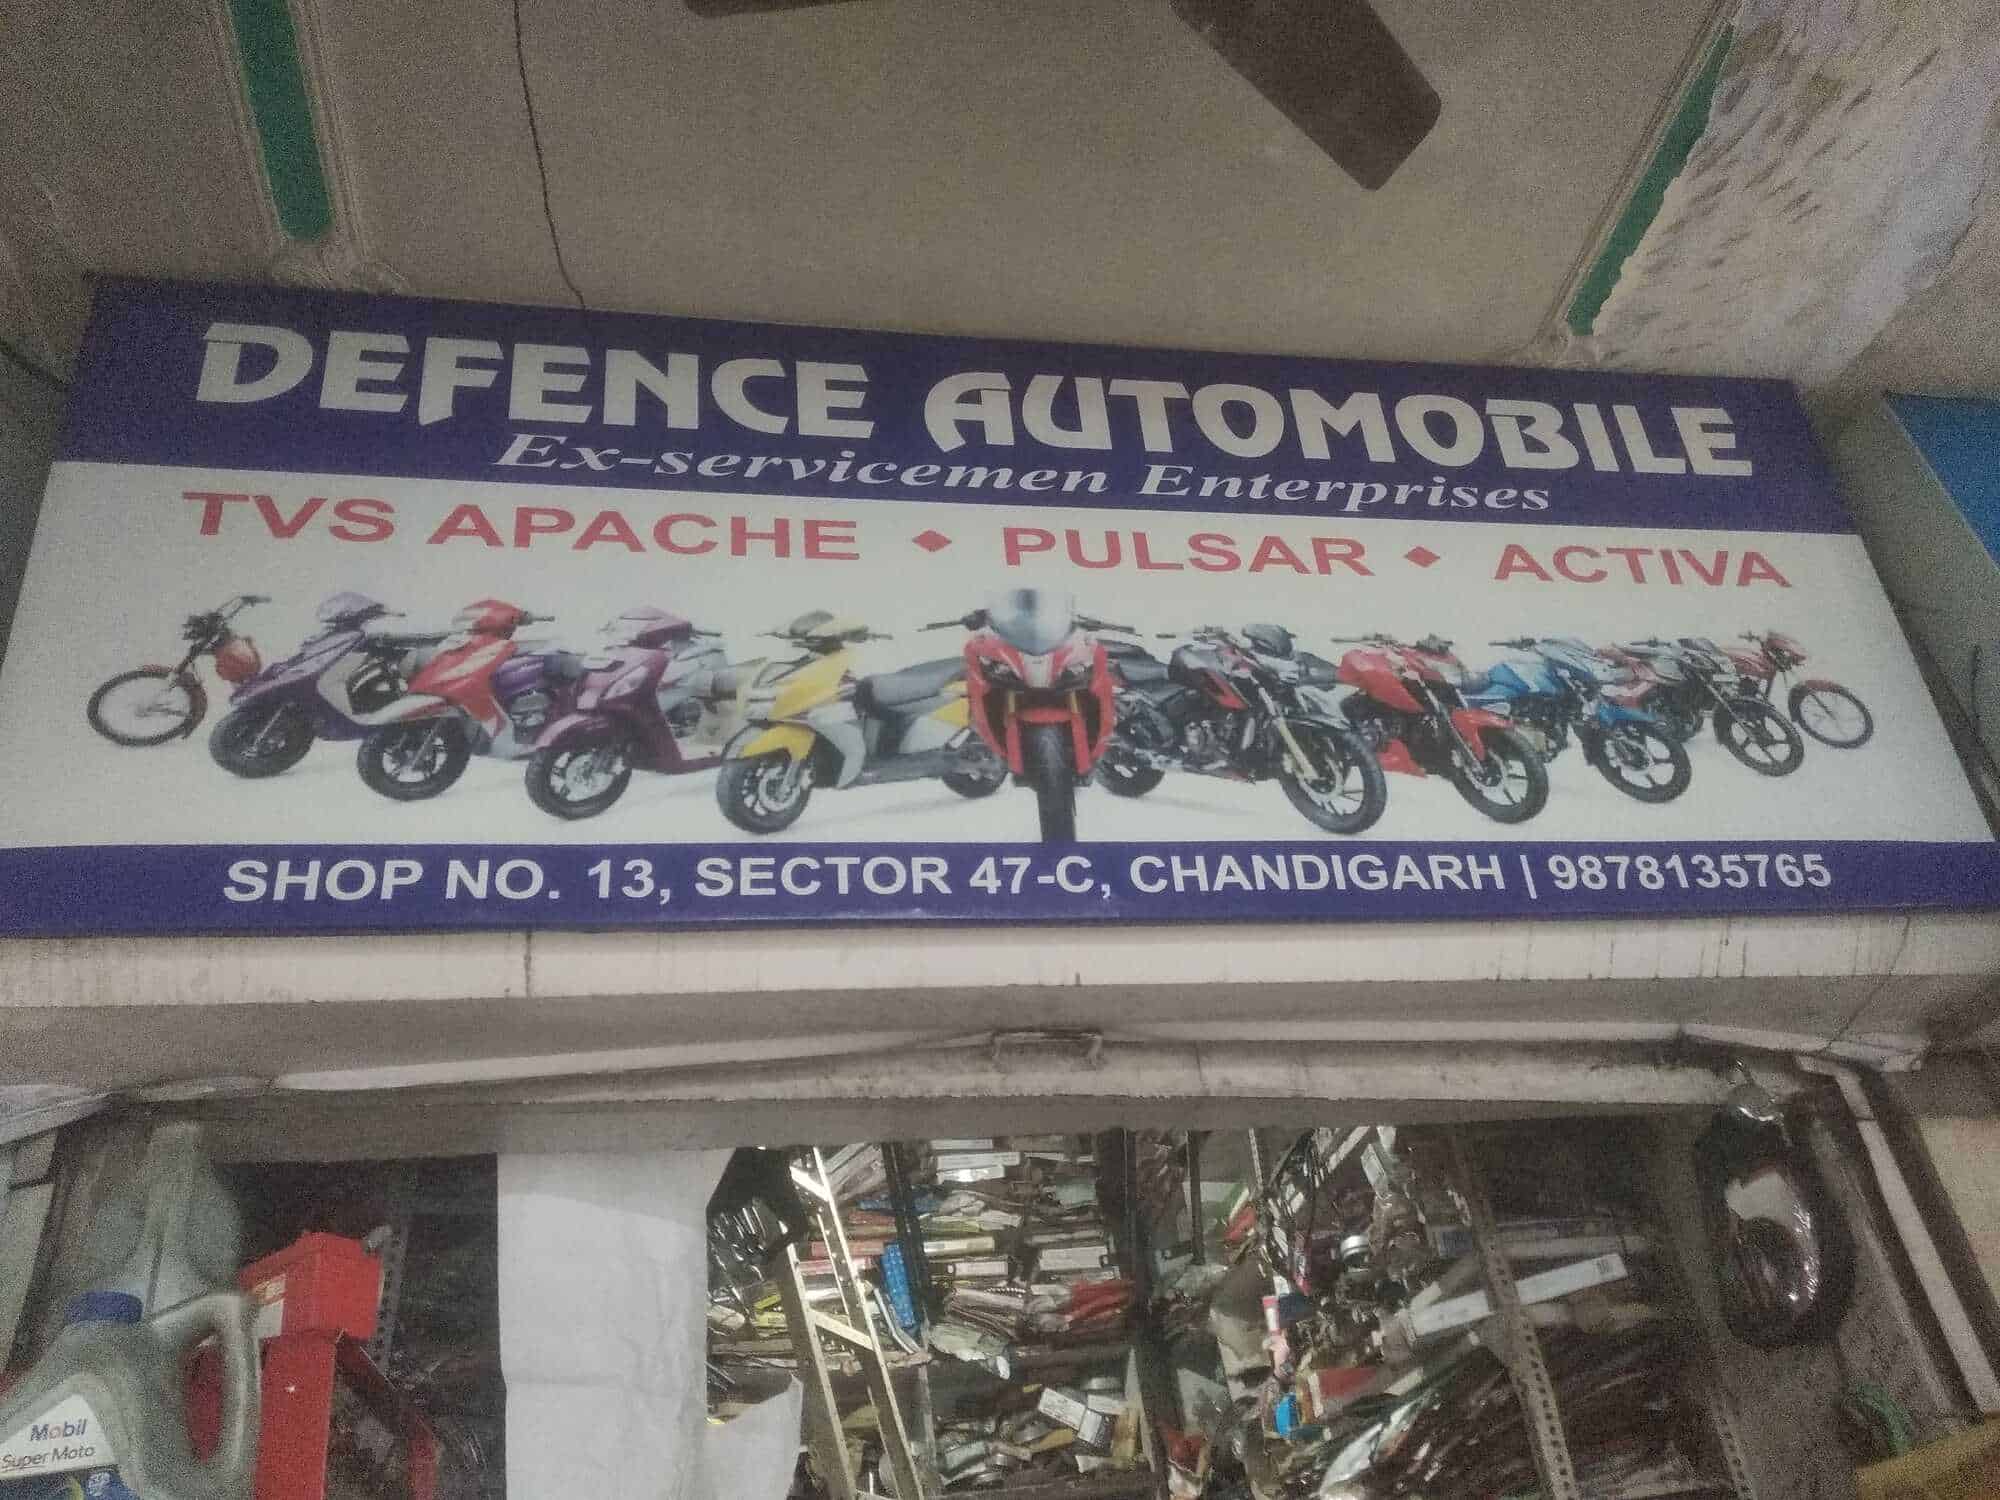 DEFENCE AUTOMOBILE
Ex-servicemen Enterprises
TVS APACHE ♦ PULSAR ♦ ACTIVA
SHOP NO. 13, SECTOR 47-C, CHANDIGARH | 9878135765
Mobil
Super Moto